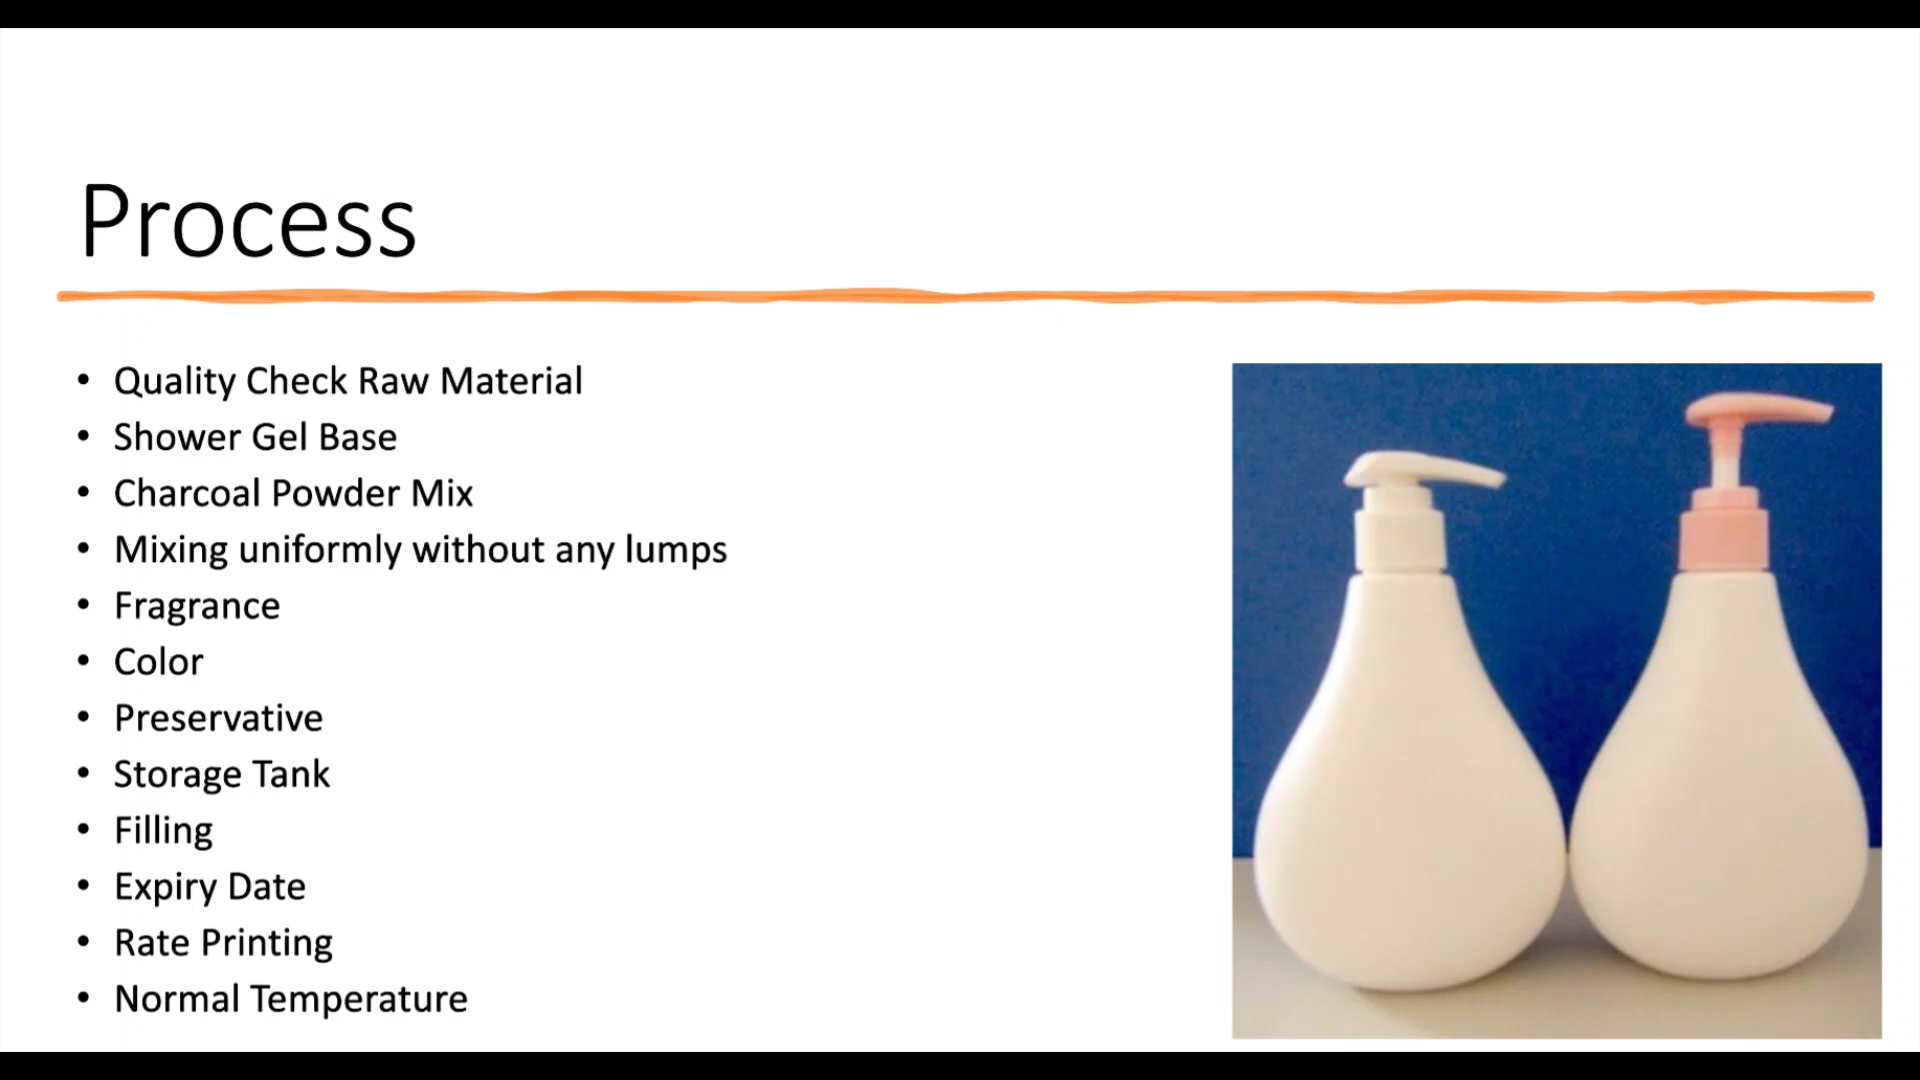 Process
• Quality Check Raw Material
• Shower Gel Base
• Charcoal Powder Mix
• Mixing uniformly without any lumps
• Fragrance
• Color
• Preservative
• Storage Tank
• Filling
• Expiry Date
• Rate Printing
• Normal Temperature